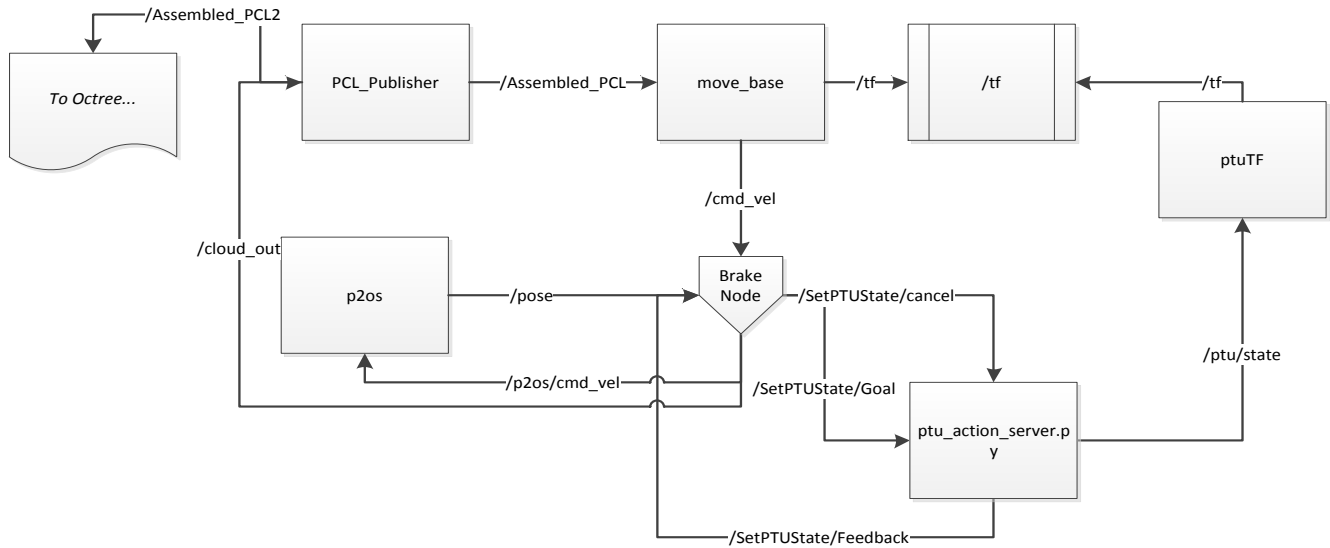 /Assembled_PCL2
To Octree...
PCL_Publisher
/Assembled_PCL
move_base
/tf
/tf
/tf
ptuTF
/cmd_vel
/cloud_out
p2os
/pose
Brake
Node
/SetPTUState/cancel
/ptu/state
/p2os/cmd_vel
/SetPTUState/Goal
ptu_action_server.p
y
/SetPTUState/Feedback